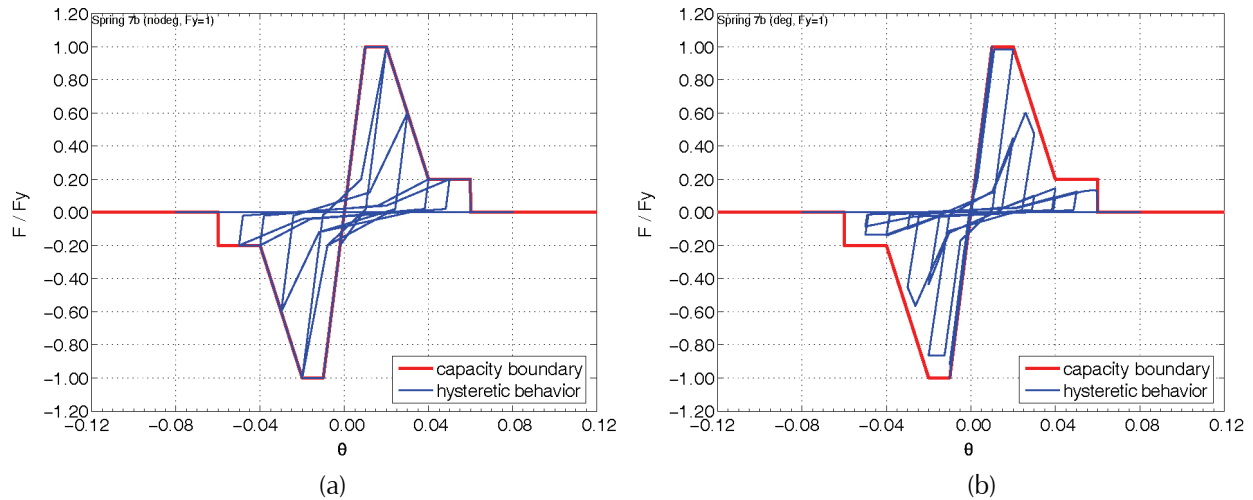 Spring 7b (nodeg, Fy=1)
1.20
1.00
0.80
0.60
0.40
0.20
0.00
-0.20
-0.40
-0.60
-0.80
-1.00
-1.20
F / Fy
capacity boundary
hysteretic behavior
-0.12 -0.08 -0.04 0.00 0.04 0.08 0.12
θ
(a)
Spring 7b (deg, Fy=1)
1.20
1.00
0.80
0.60
0.40
0.20
0.00
-0.20
-0.40
-0.60
-0.80
-1.00
-1.20
F / Fy
capacity boundary
hysteretic behavior
-0.12 -0.08 -0.04 0.00 0.04 0.08 0.12
θ
(b)